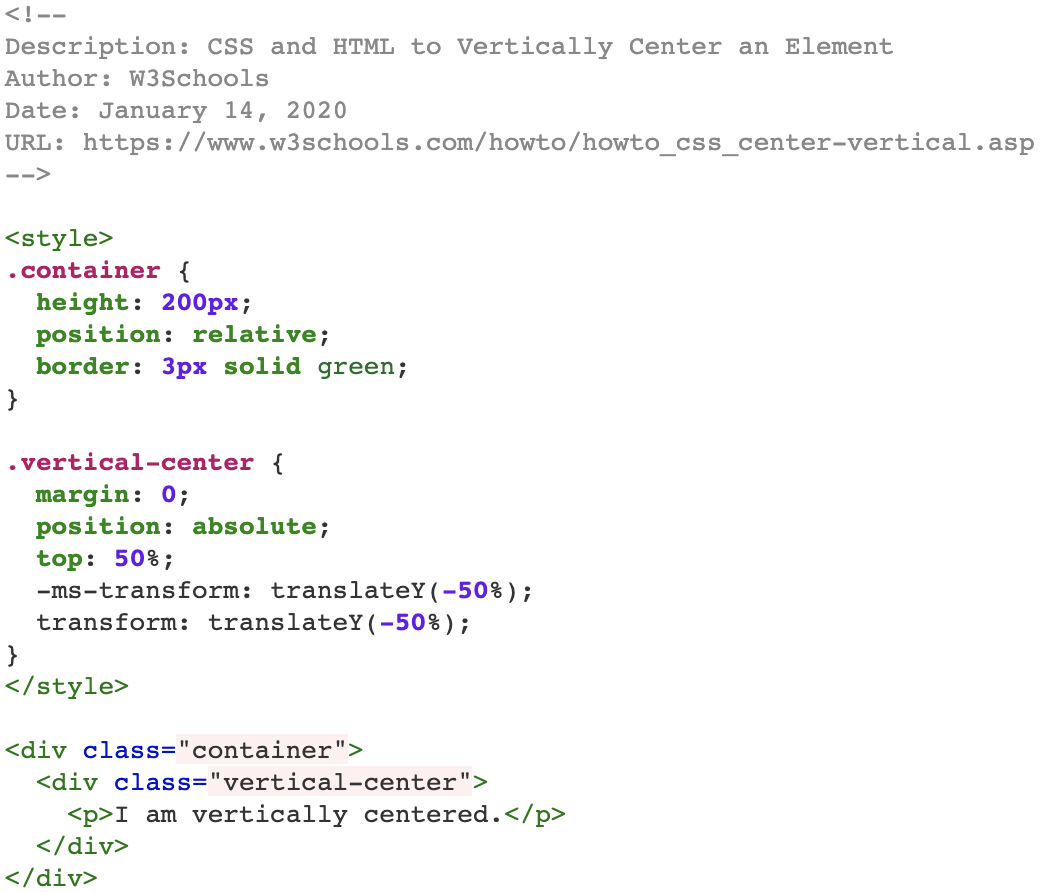 <!--
Description: CSS and HTML to Vertically Center an Element
Author: W3Schools
Date: January 14, 2020
URL: https://www.w3schools.com/howto/howto_css_center-vertical.asp
-->

<style>
.container {
  height: 200px;
  position: relative;
  border: 3px solid green;
}

.vertical-center {
  margin: 0;
  position: absolute;
  top: 50%;
  -ms-transform: translateY(-50%);
  transform: translateY(-50%);
}
</style>

<div class="container">
  <div class="vertical-center">
    <p>I am vertically centered.</p>
  </div>
</div>